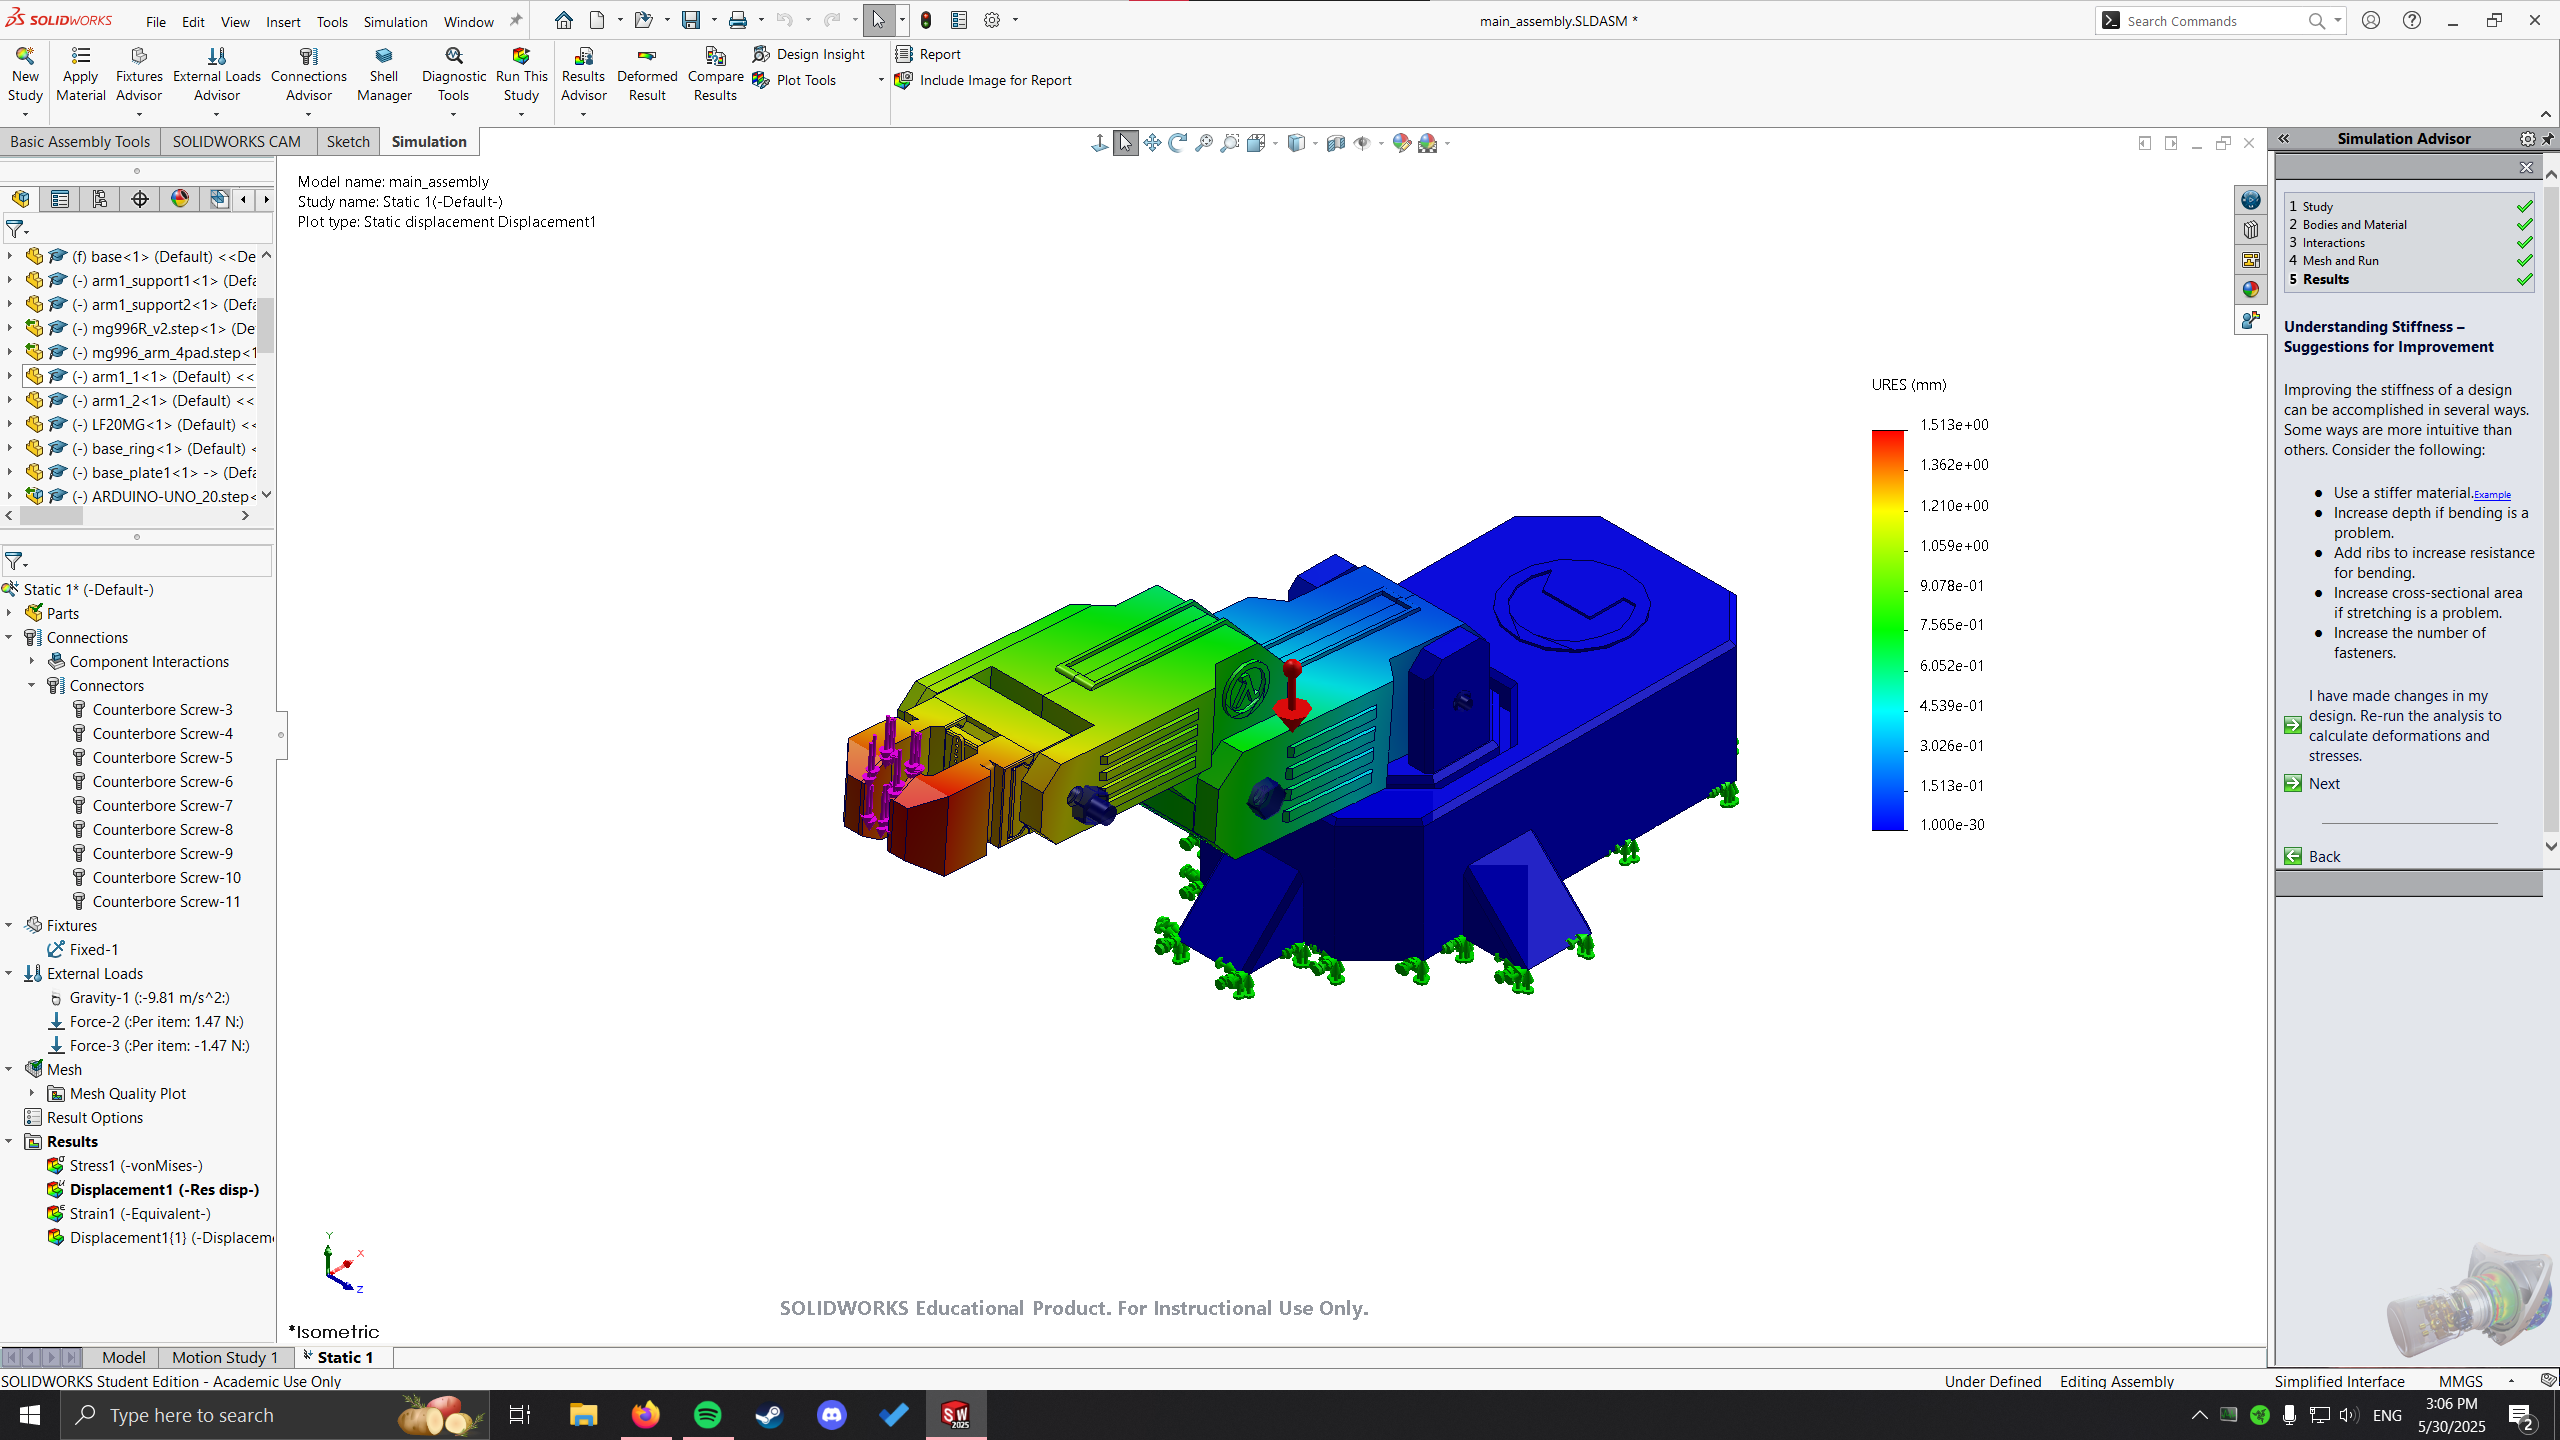 SOLIDWORKS File Edit View Insert Tools Simulation Window main_assembly.SLDASM * Search Commands
New Study
Apply Material
Fixtures Advisor
External Loads Advisor
Connections Advisor
Shell Manager
Diagnostic Tools
Run This Study
Results Advisor
Deformed Result
Compare Results
Design Insight
Plot Tools
Report
Include Image for Report
Basic Assembly Tools SOLIDWORKS CAM Sketch Simulation
(f) base<1> (Default) <<De
(-) arm1_support1<1> (Defa
(-) arm1_support2<1> (Defa
(-) mg996R_v2.step<1> (De
(-) mg996_arm_4pad.step<1
(-) arm1_1<1> (Default) <<
(-) arm1_2<1> (Default) <<
(-) LF20MG<1> (Default) <<
(-) base_ring<1> (Default) <
(-) base_plate1<1> -> (Defa
(-) ARDUINO-UNO_20.step<
Static 1* (-Default-)
Parts
Connections
Component Interactions
Connectors
Counterbore Screw-3
Counterbore Screw-4
Counterbore Screw-5
Counterbore Screw-6
Counterbore Screw-7
Counterbore Screw-8
Counterbore Screw-9
Counterbore Screw-10
Counterbore Screw-11
Fixtures
Fixed-1
External Loads
Gravity-1 (:-9.81 m/s^2:)
Force-2 (:Per item: 1.47 N:)
Force-3 (:Per item: -1.47 N:)
Mesh
Mesh Quality Plot
Result Options
Results
Stress1 (-vonMises-)
Displacement1 (-Res disp-)
Strain1 (-Equivalent-)
Displacement1{1} (-Displacem
Model name: main_assembly
Study name: Static 1(-Default-)
Plot type: Static displacement Displacement1
URES (mm)
1.513e+00
1.362e+00
1.210e+00
1.059e+00
9.078e-01
7.565e-01
6.052e-01
4.539e-01
3.026e-01
1.513e-01
1.000e-30
Y
X
Z
*Isometric
SOLIDWORKS Educational Product. For Instructional Use Only.
Simulation Advisor
1 Study
2 Bodies and Material
3 Interactions
4 Mesh and Run
5 Results
Understanding Stiffness –
Suggestions for Improvement
Improving the stiffness of a design
can be accomplished in several ways.
Some ways are more intuitive than
others. Consider the following:
● Use a stiffer material.Example
● Increase depth if bending is a
problem.
● Add ribs to increase resistance
for bending.
● Increase cross-sectional area
if stretching is a problem.
● Increase the number of
fasteners.
I have made changes in my
design. Re-run the analysis to
calculate deformations and
stresses.
Next
Back
Model Motion Study 1 Static 1
SOLIDWORKS Student Edition - Academic Use Only Under Defined Editing Assembly Simplified Interface MMGS
Type here to search SW 2025 ENG 3:06 PM
5/30/2025 2